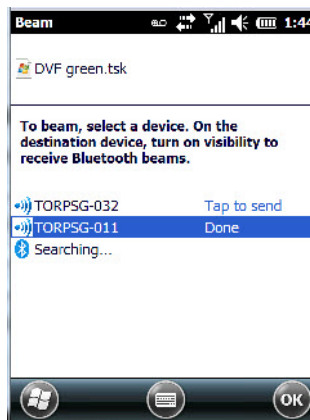 Beam 1:44
DVF green.tsk
To beam, select a device. On the
destination device, turn on visibility to
receive Bluetooth beams.
TORPSG-032 Tap to send
TORPSG-011 Done
Searching...
OK